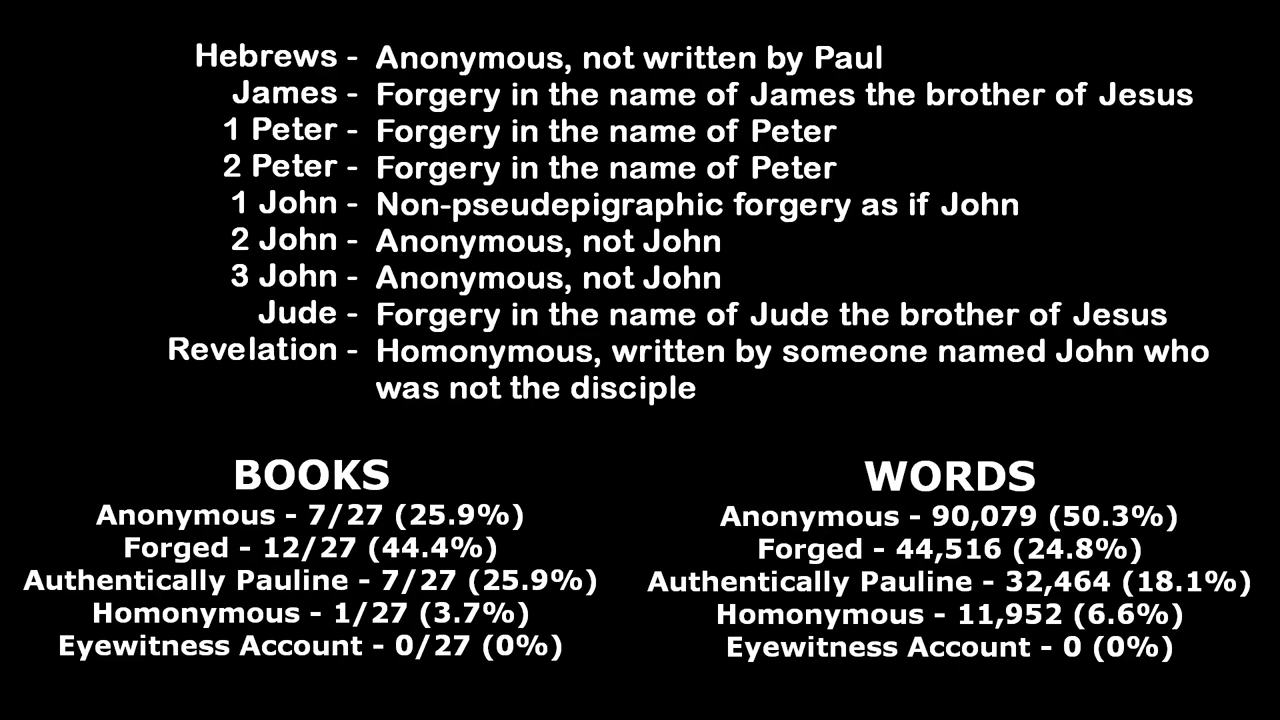 Hebrews - Anonymous, not written by Paul
James - Forgery in the name of James the brother of Jesus
1 Peter - Forgery in the name of Peter
2 Peter - Forgery in the name of Peter
1 John - Non-pseudepigraphic forgery as if John
2 John - Anonymous, not John
3 John - Anonymous, not John
Jude - Forgery in the name of Jude the brother of Jesus
Revelation - Homonymous, written by someone named John who
was not the disciple
BOOKS
Anonymous - 7/27 (25.9%)
Forged - 12/27 (44.4%)
Authentically Pauline - 7/27 (25.9%)
Homonymous - 1/27 (3.7%)
Eyewitness Account - 0/27 (0%)
WORDS
Anonymous - 90,079 (50.3%)
Forged - 44,516 (24.8%)
Authentically Pauline - 32,464 (18.1%)
Homonymous - 11,952 (6.6%)
Eyewitness Account - 0 (0%)